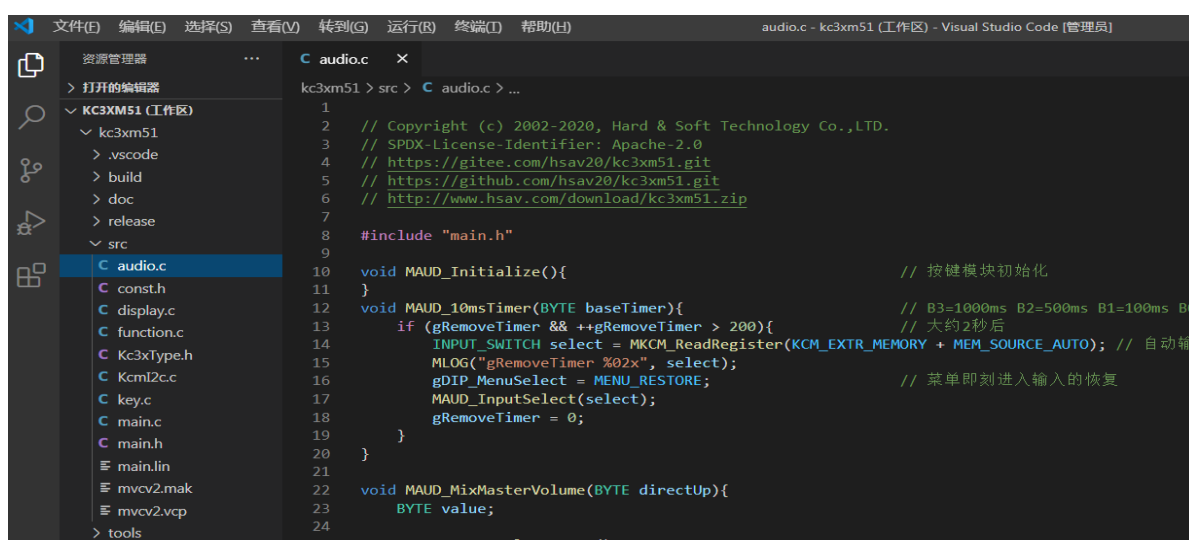 文件(F) 编辑(E) 选择(S) 查看(V) 转到(G) 运行(R) 终端(T) 帮助(H) audio.c - kc3xm51 (工作区) - Visual Studio Code [管理员]
资源管理器 ···
打开的编辑器
KC3XM51 (工作区)
kc3xm51
.vscode
build
doc
release
src
C audio.c
C const.h
C display.c
C function.c
C Kc3xType.h
C KcmI2c.c
C key.c
C main.c
C main.h
main.lin
mvcv2.mak
mvcv2.vcp
tools
C audio.c ×
kc3xm51 > src > C audio.c > ...
1
2 // Copyright (c) 2002-2020, Hard & Soft Technology Co.,LTD.
3 // SPDX-License-Identifier: Apache-2.0
4 // https://gitee.com/hsav20/kc3xm51.git
5 // https://github.com/hsav20/kc3xm51.git
6 // http://www.hsav.com/download/kc3xm51.zip
7
8 #include "main.h"
9
10 void MAUD_Initialize(){ // 按键模块初始化
11 }
12 void MAUD_10msTimer(BYTE baseTimer){ // B3=1000ms B2=500ms B1=100ms
13 if (gRemoveTimer && ++gRemoveTimer > 200){ // 大约2秒后
14 INPUT_SWITCH select = MKCM_ReadRegister(KCM_EXTR_MEMORY + MEM_SOURCE_AUTO); // 自动
15 MLOG("gRemoveTimer %02x", select);
16 gDIP_MenuSelect = MENU_RESTORE; // 菜单即刻进入输入的恢复
17 MAUD_InputSelect(select);
18 gRemoveTimer = 0;
19 }
20 }
21
22 void MAUD_MixMasterVolume(BYTE directUp){
23 BYTE value;
24